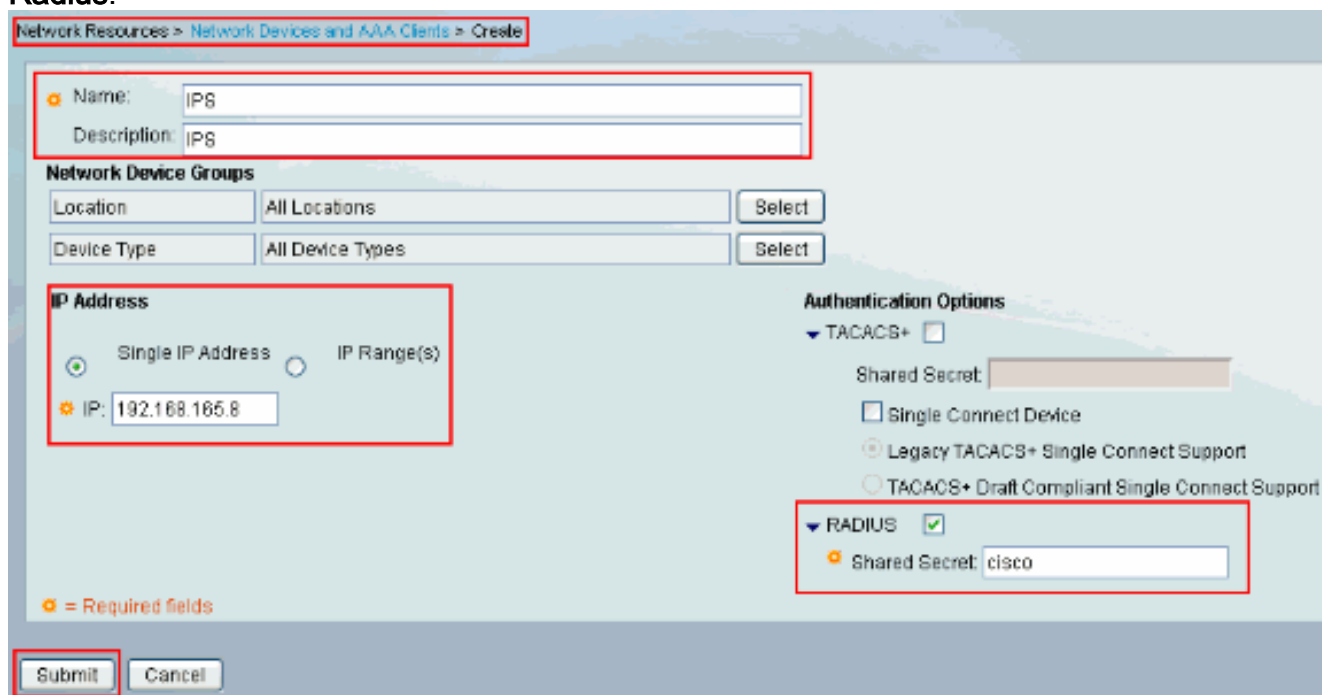 Radius:
Network Resources > Network Devices and AAA Clients > Create
Name: IPS
Description: IPS
Network Device Groups
Location All Locations Select
Device Type All Device Types Select
IP Address
Single IP Address IP Range(s)
IP: 192.168.165.8
Authentication Options
TACACS+
Shared Secret:
Single Connect Device
Legacy TACACS+ Single Connect Support
TACACS+ Draft Compliant Single Connect Support
RADIUS
Shared Secret: cisco
= Required fields
Submit Cancel